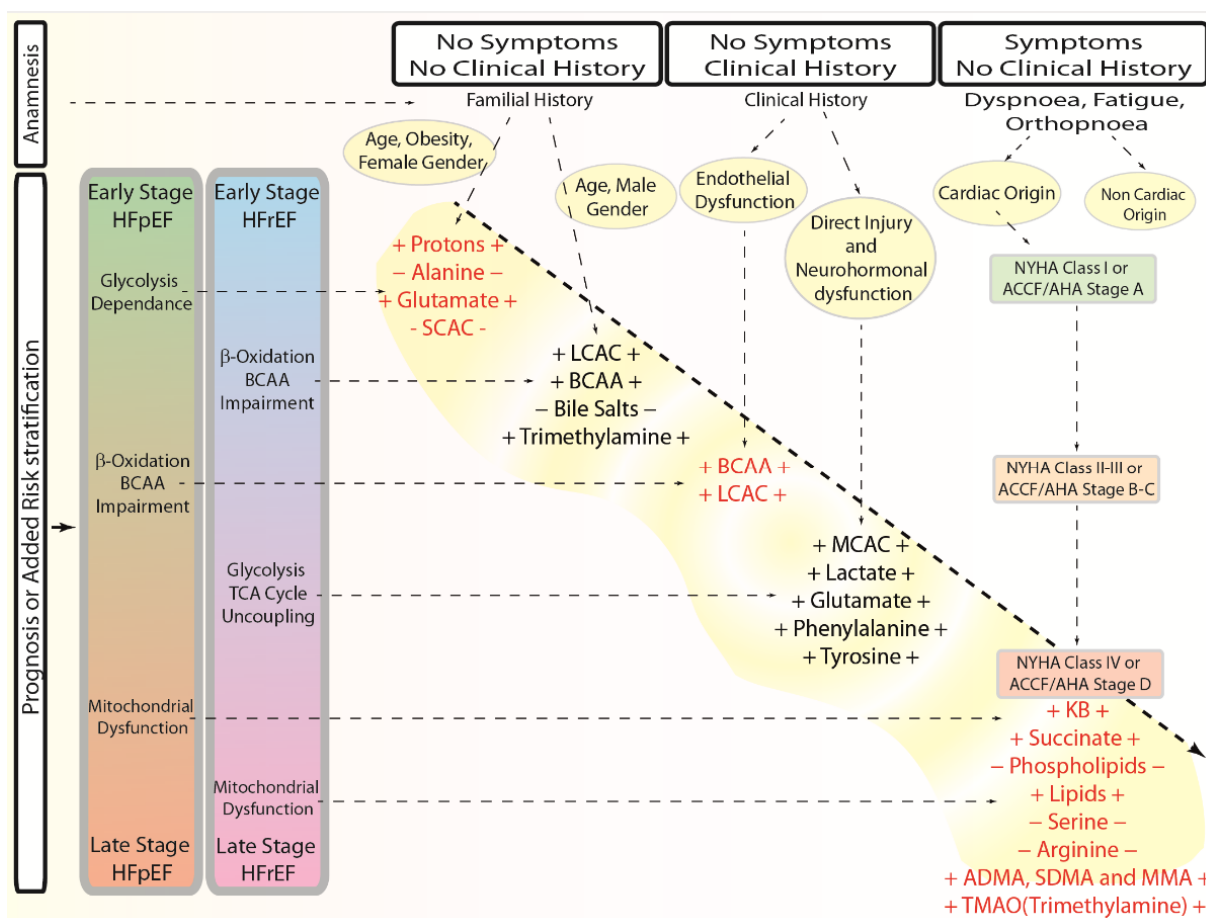 Anamnesis
No Symptoms
No Clinical History
No Symptoms
Clinical History
Symptoms
No Clinical History
Familial History
Clinical History
Dyspnoea, Fatigue,
Orthopnoea
Age, Obesity,
Female Gender
Age, Male
Gender
Endothelial
Dysfunction
Direct Injury
and
Neurohormonal
dysfunction
Cardiac Origin
Non Cardiac
Origin
NYHA Class I or
ACCF/AHA Stage A
NYHA Class II-III or
ACCF/AHA Stage B-C
NYHA Class IV or
ACCF/AHA Stage D
Prognosis or Added Risk stratification
Early Stage
HFpEF
Glycolysis
Dependance
β-Oxidation
BCAA
Impairment
Mitochondrial
Dysfunction
Late Stage
HFpEF
Early Stage
HFrEF
β-Oxidation
BCAA
Impairment
Glycolysis
TCA Cycle
Uncoupling
Mitochondrial
Dysfunction
Late Stage
HFrEF
+ Protons +
– Alanine –
+ Glutamate +
- SCAC -
+ LCAC +
+ BCAA +
– Bile Salts –
+ Trimethylamine +
+ BCAA +
+ LCAC +
+ MCAC +
+ Lactate +
+ Glutamate +
+ Phenylalanine +
+ Tyrosine +
+ KB +
+ Succinate +
– Phospholipids –
+ Lipids +
– Serine –
– Arginine –
+ ADMA, SDMA and MMA +
+ TMAO(Trimethylamine) +